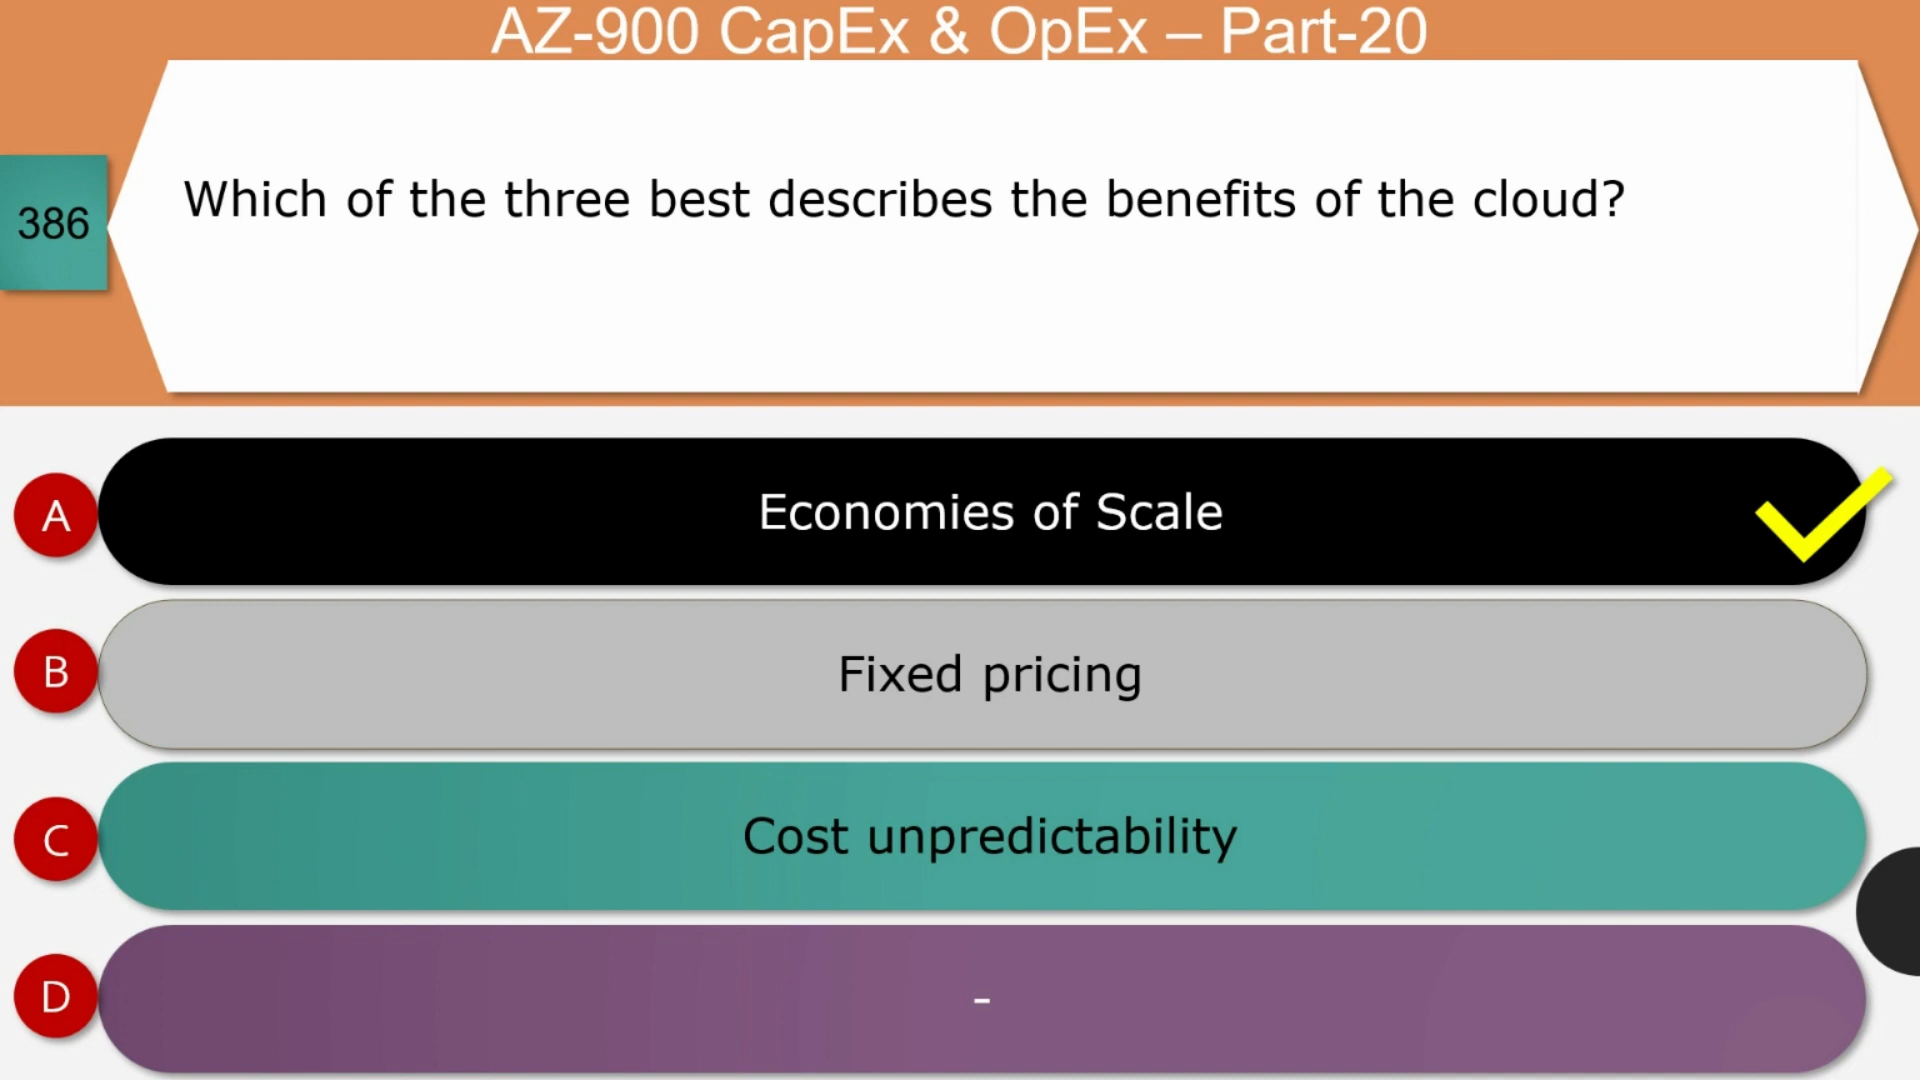 AZ-900 CapEx & OpEx – Part-20
386
Which of the three best describes the benefits of the cloud?
A
Economies of Scale
B
Fixed pricing
C
Cost unpredictability
D
-